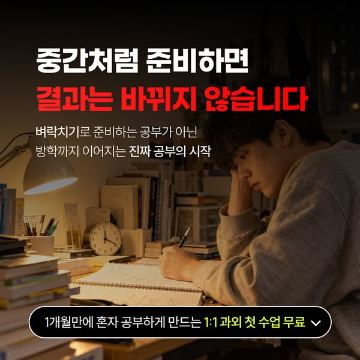 중간처럼 준비하면
결과는 바뀌지 않습니다
벼락치기로 준비하는 공부가 아닌
방학까지 이어지는 진짜 공부의 시작
1개월만에 혼자 공부하게 만드는 1:1 과외 첫 수업 무료